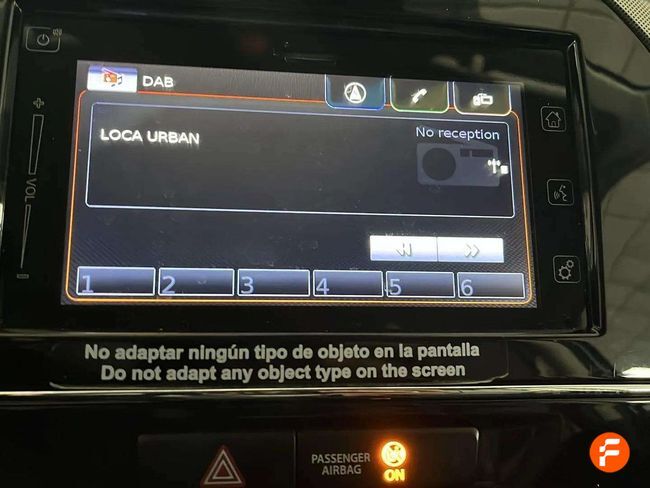 DAB
LOCA URBAN
No reception
VOL
1 2 3 4 5 6
No adaptar ningún tipo de objeto en la pantalla
Do not adapt any object type on the screen
PASSENGER
AIRBAG
ON